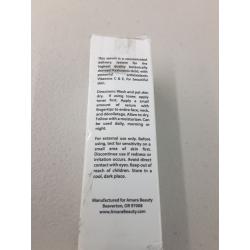 This serum is a concentrated
delivery system for the
highest quality botanically
derived Hyaluronic Acid, with
powerful antioxidants
Vitamins C & E, for beautiful
skin.
Directions: Wash and pat skin
dry. If using toner, apply
toner first. Apply a small
amount of serum with
fingertips to entire face, neck,
and décolletage. Allow to dry.
Follow with a moisturizer. Can
be used daily, morning or
night.
For external use only. Before
using, test for sensitivity on a
small area of skin first.
Discontinue use if redness or
irritation occurs. Avoid direct
contact with eyes. Keep out of
reach of children. Store in a
cool, dark place.
Manufactured for Amara Beauty
Beaverton, OR 97008
www.AmaraBeauty.com